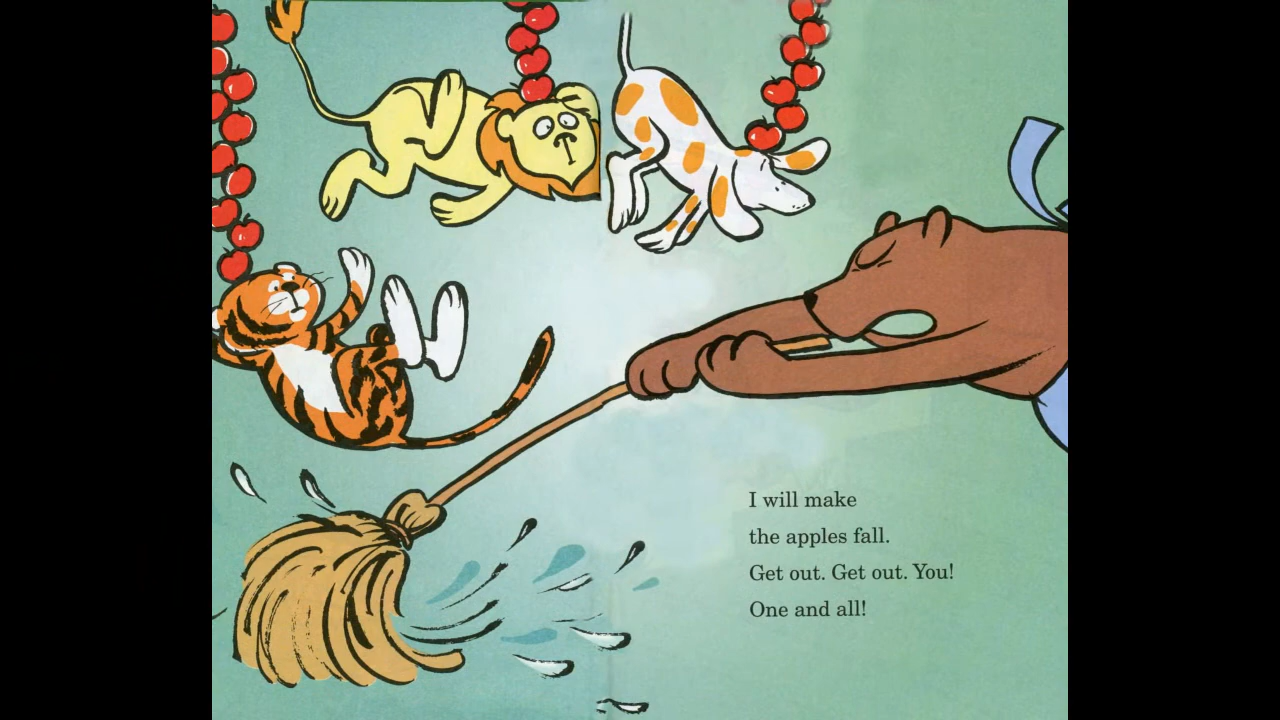 I will make
the apples fall.
Get out. Get out. You!
One and all!